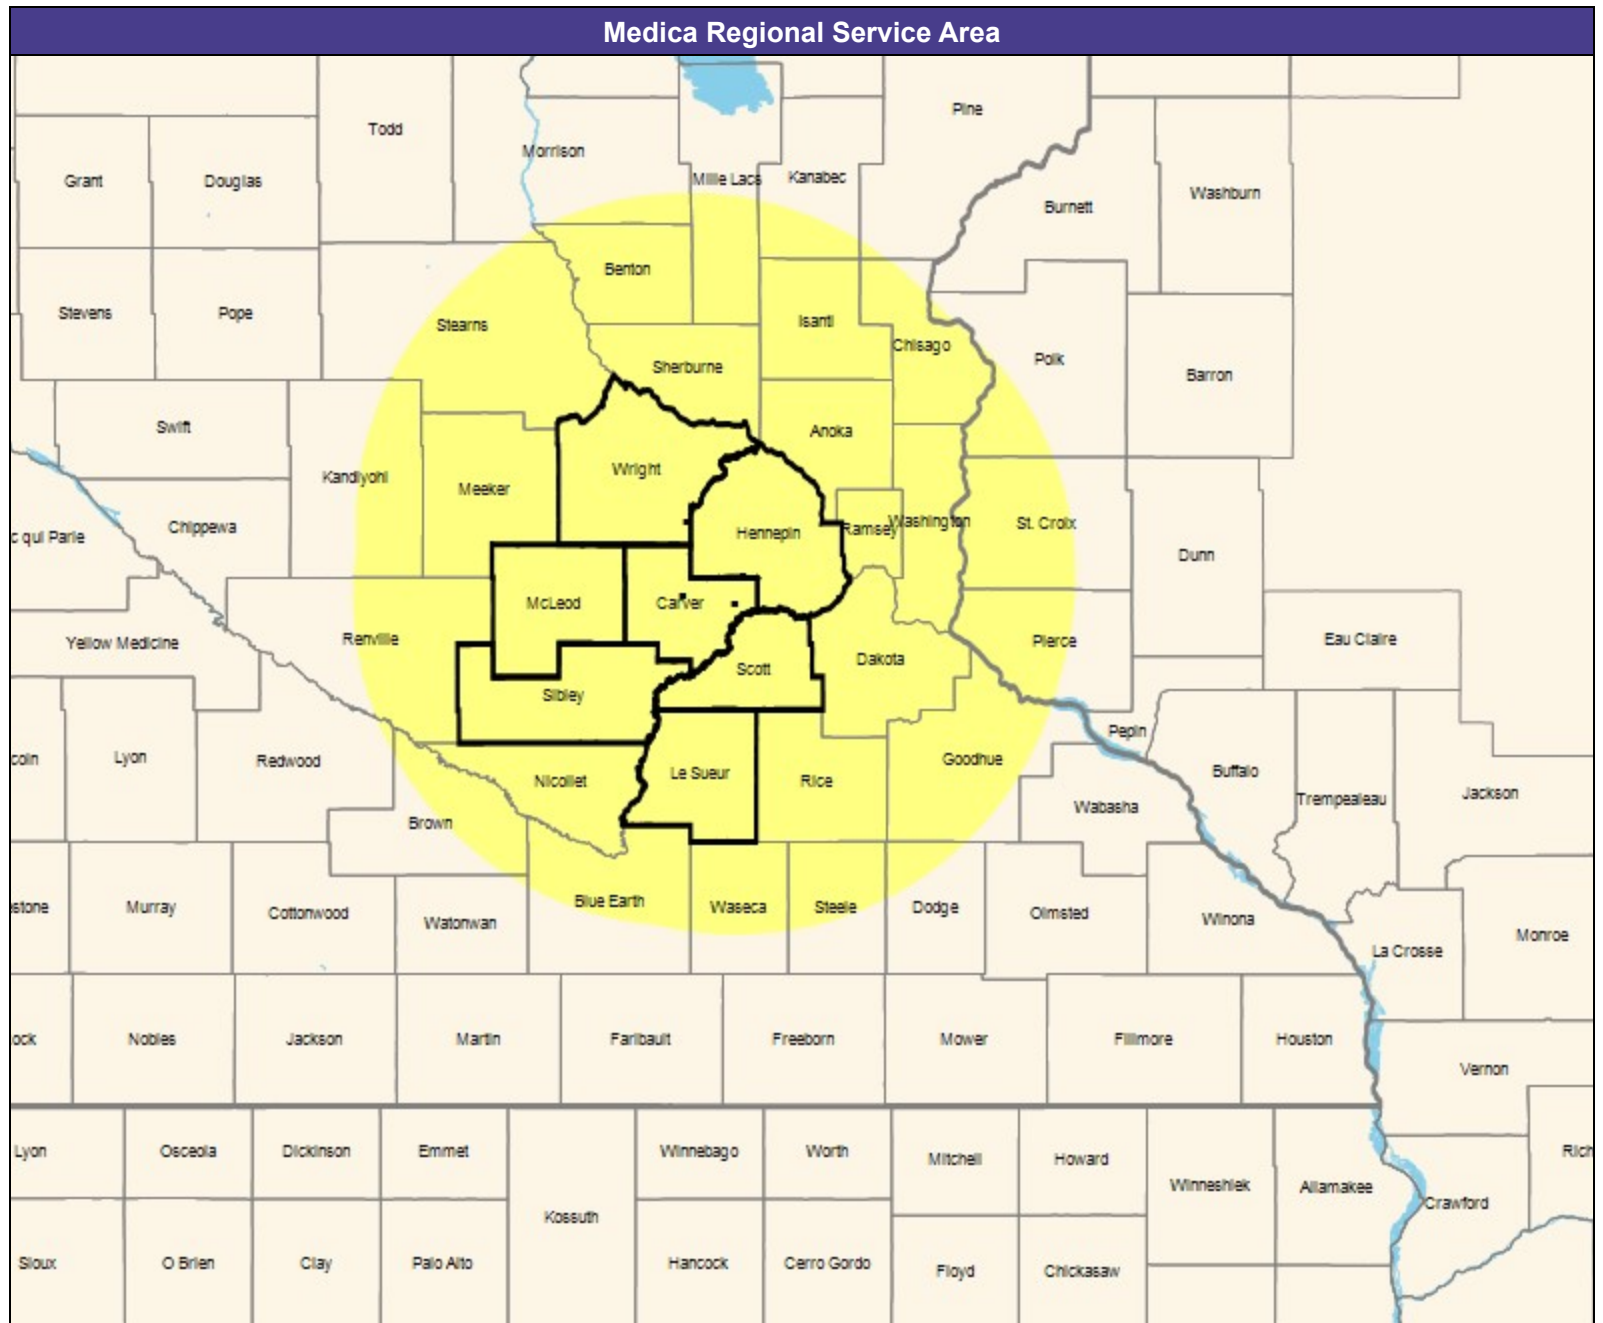 Medica Regional Service Area
Pine
Todd
Morrison
Mille Lacs
Kanabec
Grant
Douglas
Washburn
Burnett
Benton
Stevens
Pope
Stearns
Isanti
Chisago
Polk
Sherburne
Barron
Swift
Anoka
Kandiyohi
Wright
Meeker
Chippewa
Hennepin
Ramsey
Washington
St. Croix
c qui Parle
Dunn
McLeod
Carver
Yellow Medicine
Renville
Pierce
Eau Claire
Scott
Dakota
Sibley
coln
Lyon
Redwood
Nicollet
Le Sueur
Rice
Goodhue
Pepin
Buffalo
Trempealeau
Jackson
Brown
Wabasha
stone
Murray
Cottonwood
Watonwan
Blue Earth
Waseca
Steele
Dodge
Olmsted
Winona
La Crosse
Monroe
ock
Nobles
Jackson
Martin
Faribault
Freeborn
Mower
Fillmore
Houston
Vernon
Lyon
Osceola
Dickinson
Emmet
Winnebago
Worth
Mitchell
Howard
Rich
Winneshiek
Allamakee
Crawford
Kossuth
Sioux
O Brien
Clay
Palo Alto
Hancock
Cerro Gordo
Floyd
Chickasaw